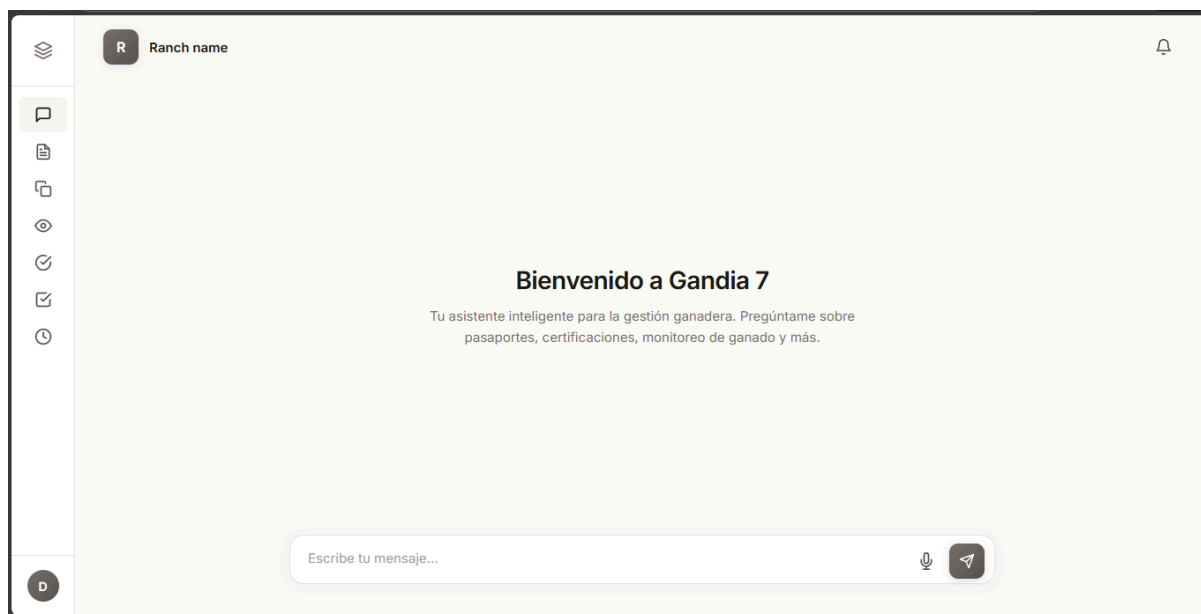 R
Ranch name
Bienvenido a Gandia 7
Tu asistente inteligente para la gestión ganadera. Pregúntame sobre
pasaportes, certificaciones, monitoreo de ganado y más.
Escribe tu mensaje...
D